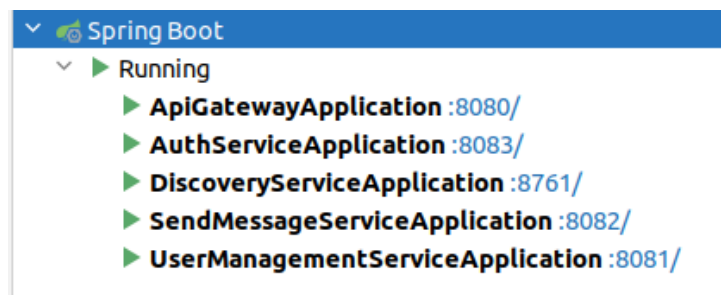 Spring Boot
Running
ApiGatewayApplication :8080/
AuthServiceApplication :8083/
DiscoveryServiceApplication :8761/
SendMessageServiceApplication :8082/
UserManagementServiceApplication :8081/